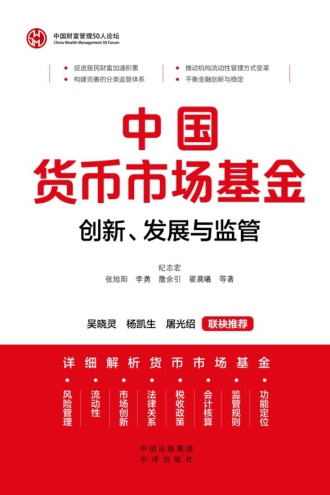 中国财富管理50人论坛
China Wealth Management 50 Forum
• 促进居民财富加速积累
• 推动机构流动性管理方式变革
• 构建完善的分类监管体系
• 平衡金融创新与稳定
中国
货币市场基金
创新、发展与监管
纪志宏
张旭阳 李勇 詹余引 翟晨曦 等著
吴晓灵 杨凯生 屠光绍 联袂推荐
详细解析货币市场基金
• 功能定位
• 监管规则
• 会计核算
• 税收政策
• 法律关系
• 市场创新
• 流动性
• 风险管理
中国出版集团
中译出版社